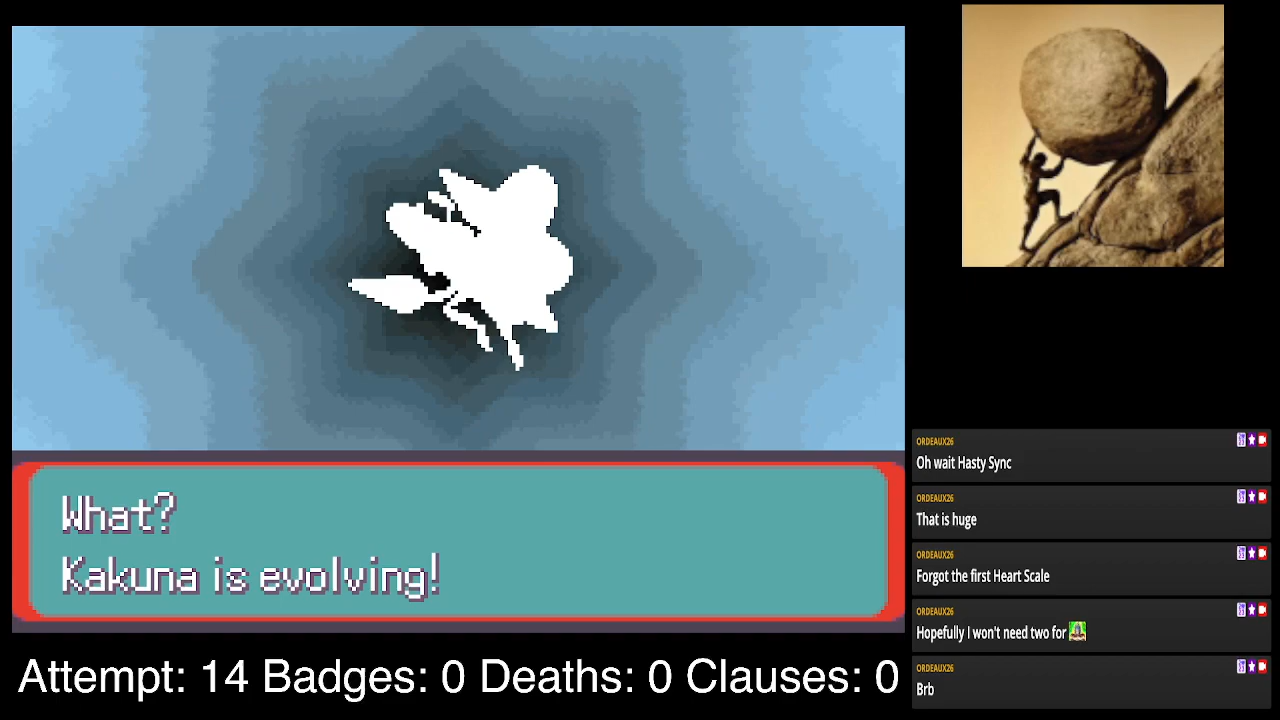 What?
Kakuna is evolving!
Attempt: 14 Badges: 0 Deaths: 0 Clauses: 0
ORDEAUX26
Oh wait Hasty Sync
ORDEAUX26
That is huge
ORDEAUX26
Forgot the first Heart Scale
ORDEAUX26
Hopefully I won't need two for
ORDEAUX26
Brb